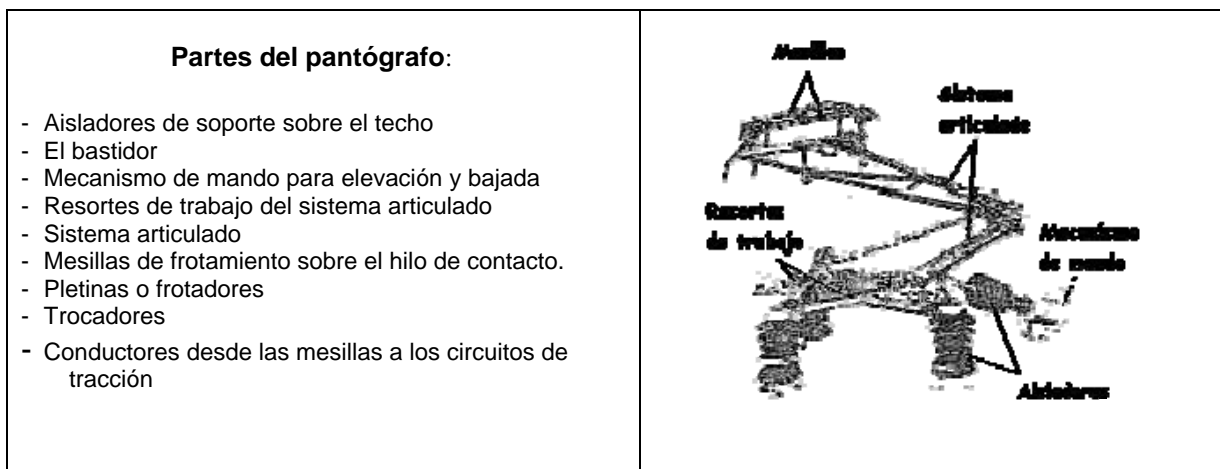 Partes del pantógrafo:
- Aisladores de soporte sobre el techo
- El bastidor
- Mecanismo de mando para elevación y bajada
- Resortes de trabajo del sistema articulado
- Sistema articulado
- Mesillas de frotamiento sobre el hilo de contacto.
- Pletinas o frotadores
- Trocadores
- Conductores desde las mesillas a los circuitos de
tracción
Mesillas
Sistema
articulado
Resortes
de trabajo
Mecanismo
de mando
Aisladores